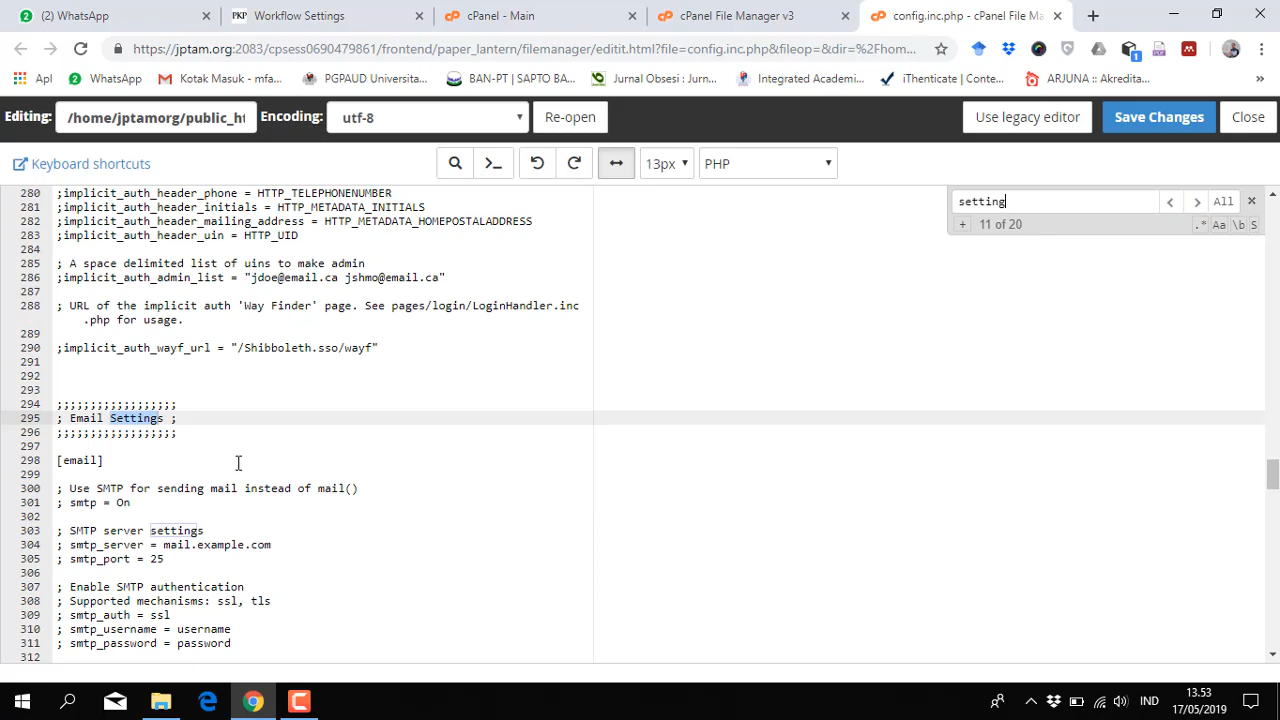 (2) WhatsApp
PKP Workflow Settings
cPanel - Main
cPanel File Manager v3
config.inc.php - cPanel File Ma
https://jptam.org:2083/cpsess0690479861/frontend/paper_lantern/filemanager/editit.html?file=config.inc.php&fileop=&dir=%2Fhom...
Apl
WhatsApp
Kotak Masuk - mfa...
PGPAUD Universita...
BAN-PT | SAPTO BA...
Jurnal Obsesi : Jurn...
Integrated Academi...
iThenticate | Conte...
ARJUNA :: Akredita...
»
Editing: /home/jptamorg/public_ht Encoding: utf-8 Re-open Use legacy editor Save Changes Close
Keyboard shortcuts 13px PHP
setting All
+ 11 of 20 .* Aa \b S
280 ;implicit_auth_header_phone = HTTP_TELEPHONENUMBER
281 ;implicit_auth_header_initials = HTTP_METADATA_INITIALS
282 ;implicit_auth_header_mailing_address = HTTP_METADATA_HOMEPOSTALADDRESS
283 ;implicit_auth_header_uin = HTTP_UID
284
285 ; A space delimited list of uins to make admin
286 ;implicit_auth_admin_list = "jdoe@email.ca jshmo@email.ca"
287
288 ; URL of the implicit auth 'Way Finder' page. See pages/login/LoginHandler.inc
.php for usage.
289
290 ;implicit_auth_wayf_url = "/Shibboleth.sso/wayf"
291
292
293
294 ;;;;;;;;;;;;;;;;;;
295 ; Email Settings ;
296 ;;;;;;;;;;;;;;;;;;
297
298 [email]
299
300 ; Use SMTP for sending mail instead of mail()
301 ; smtp = On
302
303 ; SMTP server settings
304 ; smtp_server = mail.example.com
305 ; smtp_port = 25
306
307 ; Enable SMTP authentication
308 ; Supported mechanisms: ssl, tls
309 ; smtp_auth = ssl
310 ; smtp_username = username
311 ; smtp_password = password
312
IND
13.53
17/05/2019